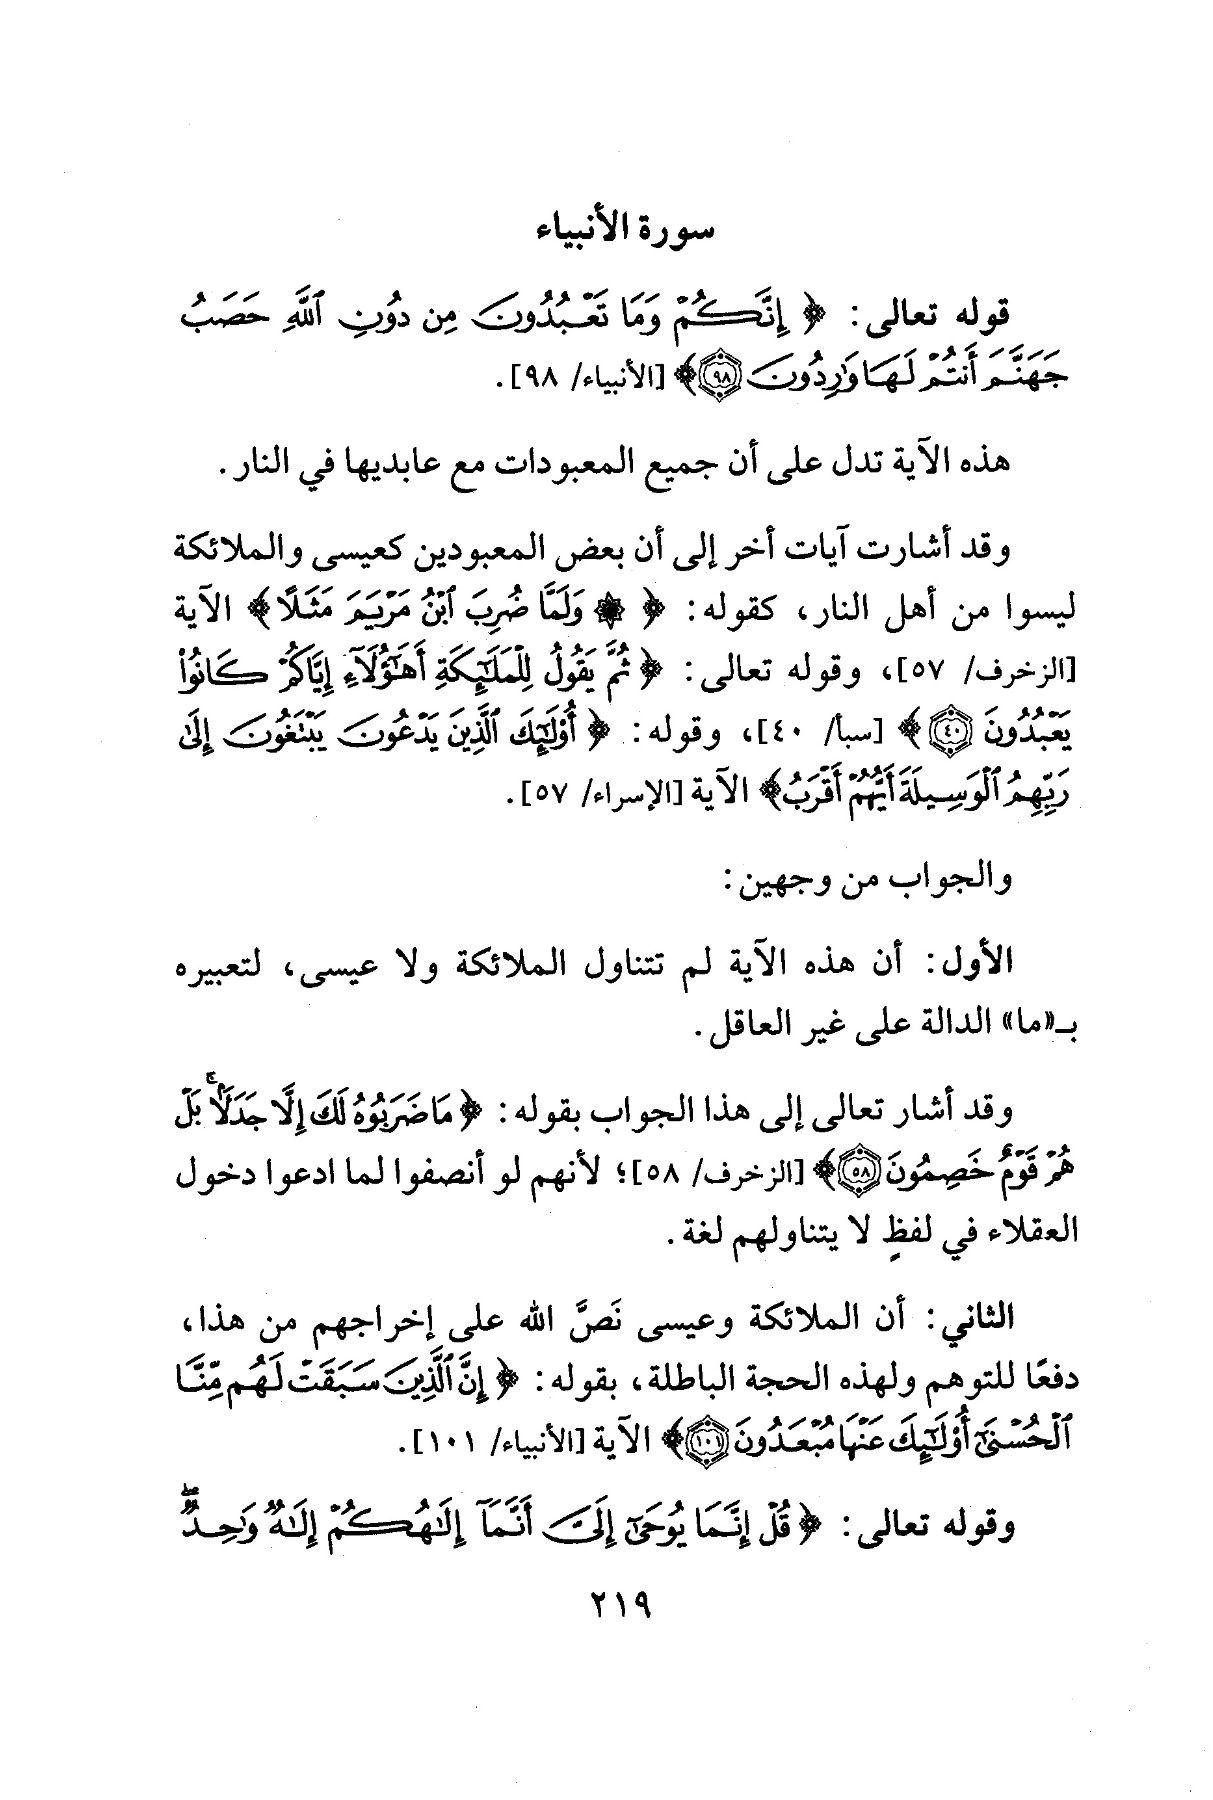 سورة الأنبياء
قوله تعالى: ﴿ إِنَّكُمْ وَمَا تَعْبُدُونَ مِن دُونِ ٱللَّهِ حَصَبُ
جَهَنَّمَ أَنتُمْ لَهَا وَٰرِدُونَ ٩٨﴾ [الأنبياء/ ٩٨].
هذه الآية تدل على أن جميع المعبودات مع عابديها في النار.
وقد أشارت آيات أخر إلى أن بعض المعبودين كعيسى والملائكة
ليسوا من أهل النار، كقوله: ﴿ ۞ وَلَمَّا ضُرِبَ ٱبْنُ مَرْيَمَ مَثَلًا﴾ الآية
[الزخرف/ ٥٧]، وقوله تعالى: ﴿ ثُمَّ يَقُولُ لِلْمَلَٰٓئِكَةِ أَهَٰٓؤُلَآءِ إِيَّاكُمْ كَانُوا۟
يَعْبُدُونَ ٤٠﴾ [سبأ/ ٤٠]، وقوله: ﴿ أُو۟لَٰٓئِكَ ٱلَّذِينَ يَدْعُونَ يَبْتَغُونَ إِلَىٰ
رَبِّهِمُ ٱلْوَسِيلَةَ أَيُّهُمْ أَقْرَبُ﴾ الآية [الإسراء/ ٥٧].
والجواب من وجهين:
الأول: أن هذه الآية لم تتناول الملائكة ولا عيسى، لتعبيره
بـ«ما» الدالة على غير العاقل.
وقد أشار تعالى إلى هذا الجواب بقوله: ﴿ مَا ضَرَبُوهُ لَكَ إِلَّا جَدَلًۢا ۚ بَلْ
هُمْ قَوْمٌ خَصِمُونَ ٥٨﴾ [الزخرف/ ٥٨]؛ لأنهم لو أنصفوا لما ادعوا دخول
العقلاء في لفظٍ لا يتناولهم لغة.
الثاني: أن الملائكة وعيسى نَصَّ الله على إخراجهم من هذا،
دفعًا للتوهم ولهذه الحجة الباطلة، بقوله: ﴿ إِنَّ ٱلَّذِينَ سَبَقَتْ لَهُم مِّنَّا
ٱلْحُسْنَىٰٓ أُو۟لَٰٓئِكَ عَنْهَا مُبْعَدُونَ ١٠١﴾ الآية [الأنبياء/ ١٠١].
وقوله تعالى: ﴿ قُلْ إِنَّمَا يُوحَىٰٓ إِلَىَّ أَنَّمَآ إِلَٰهُكُمْ إِلَٰهٌ وَٰحِدٌ ۖ
٢١٩